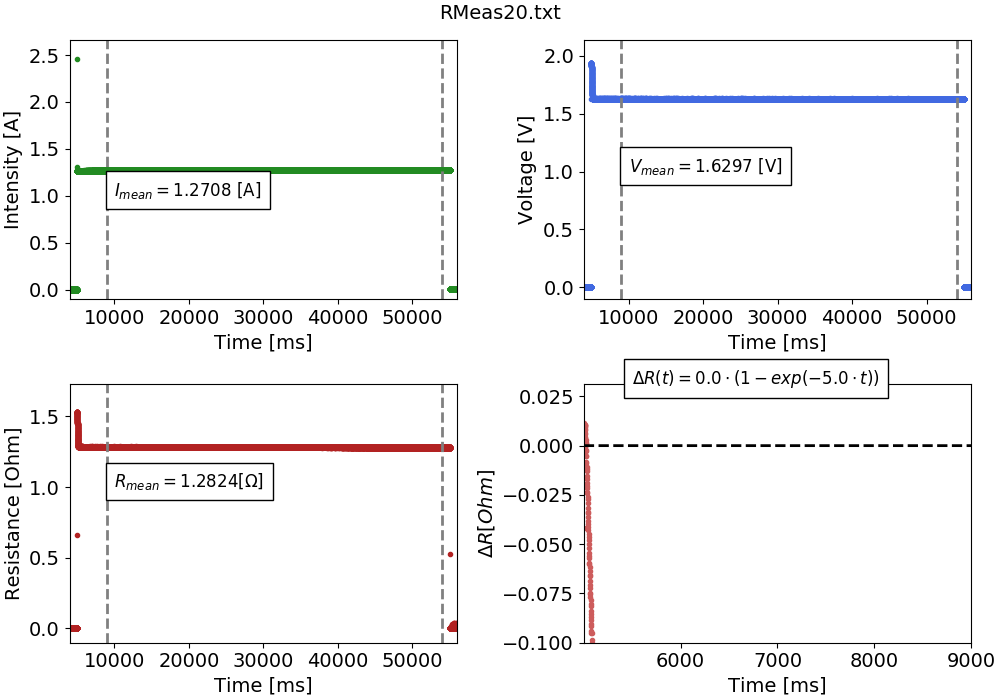 RMeas20.txt
Intensity [A]
2.5
2.0
1.5
1.0
0.5
0.0
I_mean = 1.2708 [A]
10000 20000 30000 40000 50000
Time [ms]
Voltage [V]
2.0
1.5
1.0
0.5
0.0
V_mean = 1.6297 [V]
10000 20000 30000 40000 50000
Time [ms]
Resistance [Ohm]
1.5
1.0
0.5
0.0
R_mean = 1.2824[Ω]
10000 20000 30000 40000 50000
Time [ms]
ΔR(t) = 0.0 · (1 − exp(−5.0 · t))
ΔR[Ohm]
0.025
0.000
−0.025
−0.050
−0.075
−0.100
6000 7000 8000 9000
Time [ms]